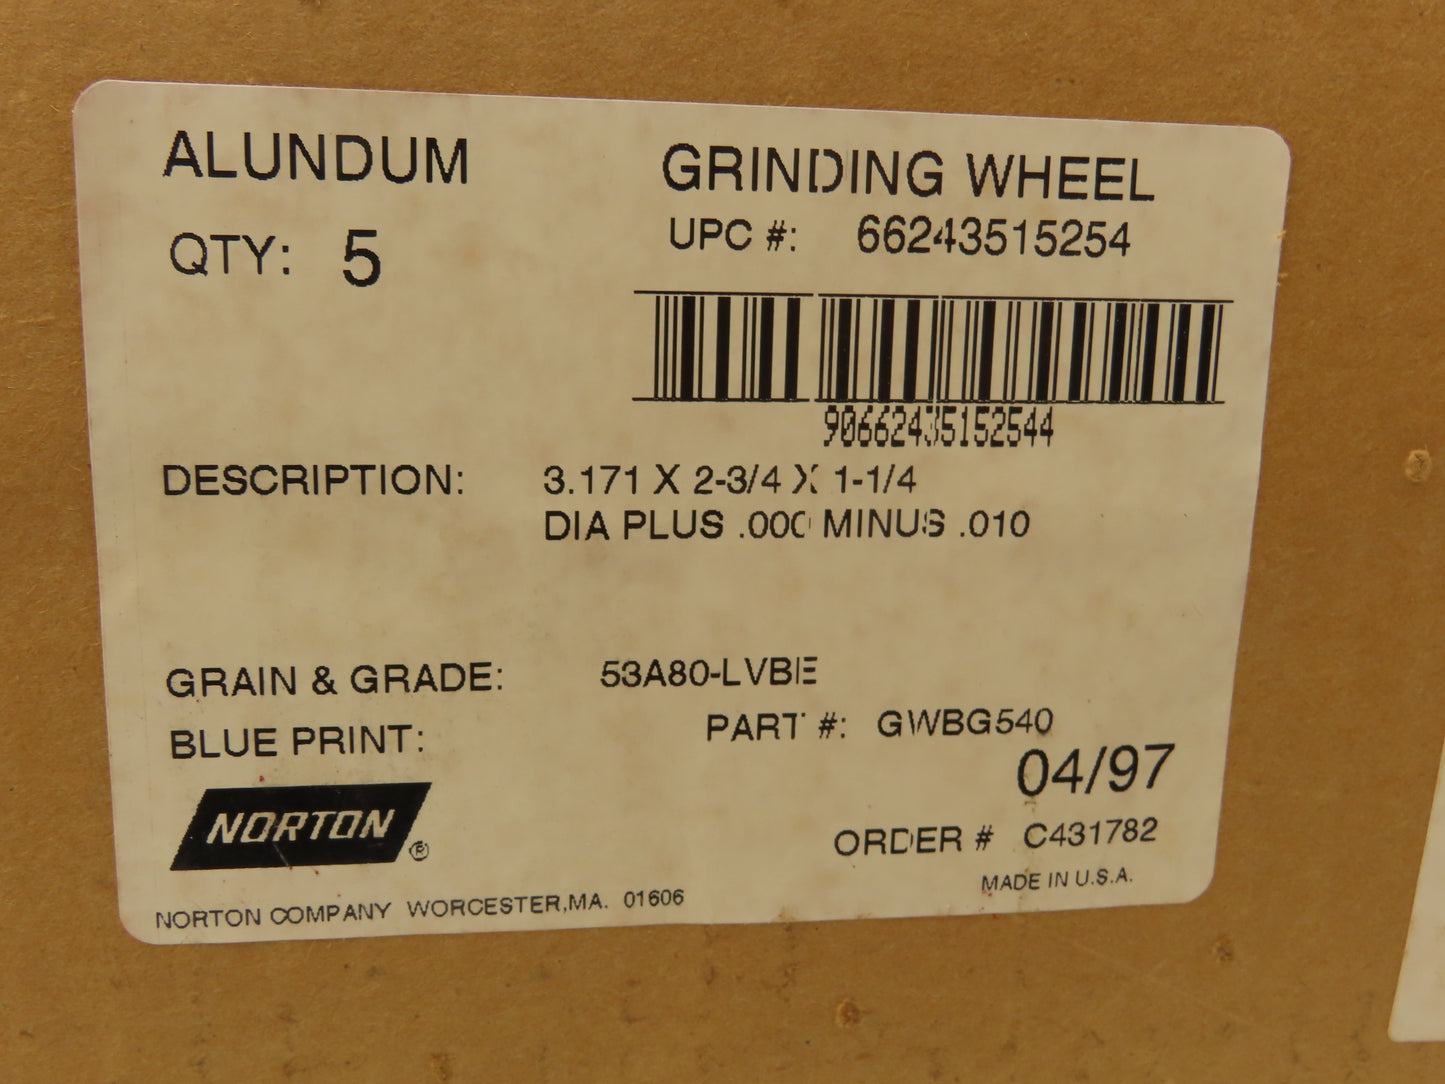 ALUNDUM GRINDING WHEEL
QTY: 5 UPC #: 66243515254
90662435152544
DESCRIPTION: 3.171 X 2-3/4 X 1-1/4
DIA PLUS .000 MINUS .010
GRAIN & GRADE: 53A80-LVBE
BLUE PRINT: PART #: GWBG540
04/97
NORTON ®
ORDER # C431782
MADE IN U.S.A.
NORTON COMPANY WORCESTER,MA. 01606